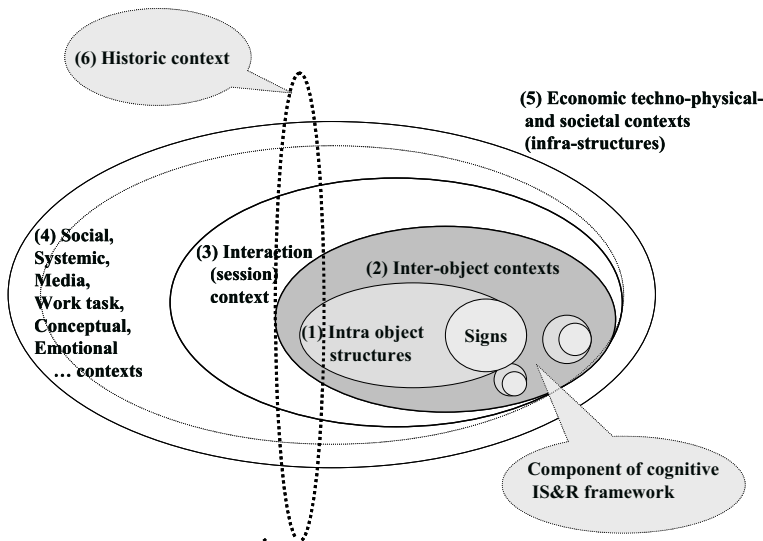 (6) Historic context
(5) Economic techno-physical-
and societal contexts
(infra-structures)
(4) Social,
Systemic,
Media,
Work task,
Conceptual,
Emotional
... contexts
(3) Interaction
(session)
context
(2) Inter-object contexts
(1) Intra object
structures
Signs
Component of cognitive
IS&R framework